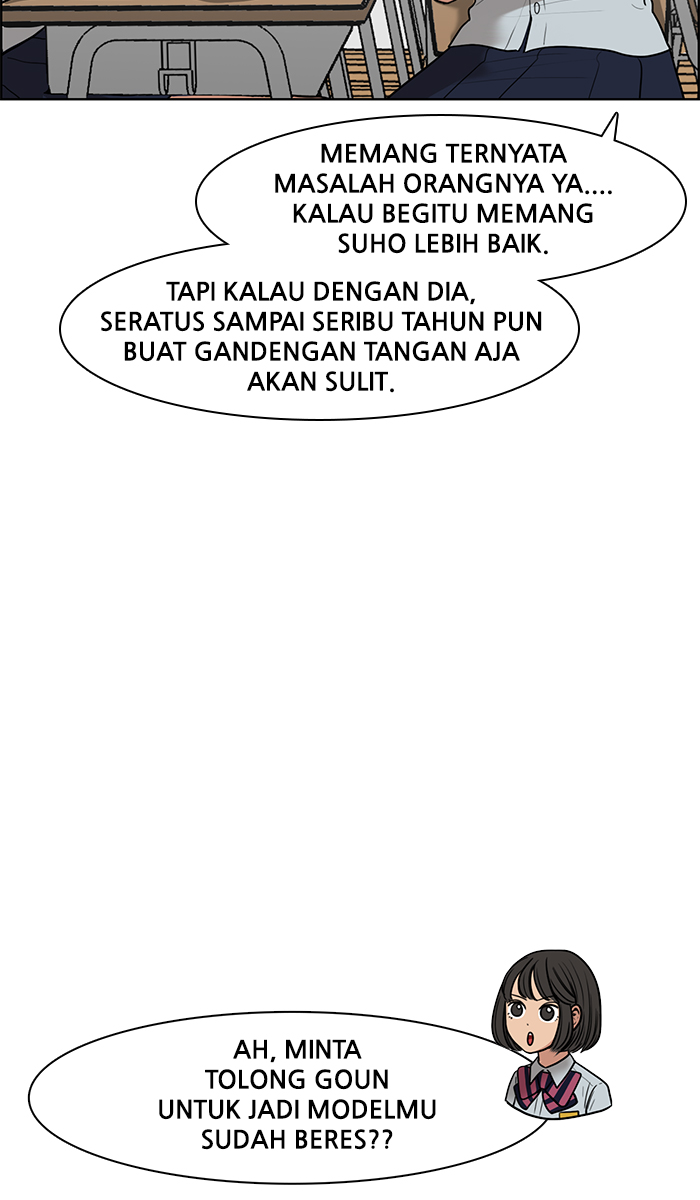 MEMANG TERNYATA
MASALAH ORANGNYA YA....
KALAU BEGITU MEMANG
SUHO LEBIH BAIK.
TAPI KALAU DENGAN DIA,
SERATUS SAMPAI SERIBU TAHUN PUN
BUAT GANDENGAN TANGAN AJA
AKAN SULIT.
AH, MINTA
TOLONG GOUN
UNTUK JADI MODELMU
SUDAH BERES??